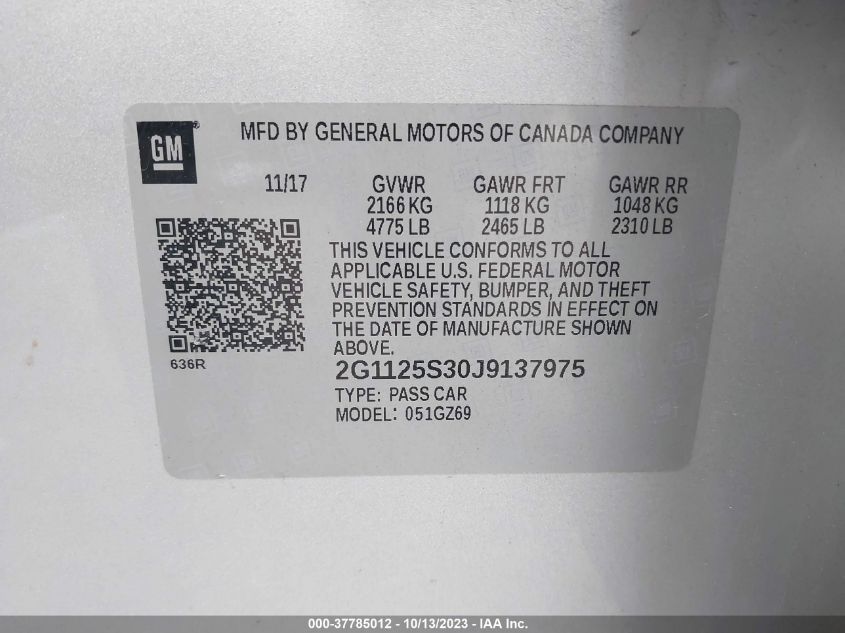 GM
®
MFD BY GENERAL MOTORS OF CANADA COMPANY
11/17 GVWR GAWR FRT GAWR RR
2166 KG 1118 KG 1048 KG
4775 LB 2465 LB 2310 LB
THIS VEHICLE CONFORMS TO ALL
APPLICABLE U.S. FEDERAL MOTOR
VEHICLE SAFETY, BUMPER, AND THEFT
PREVENTION STANDARDS IN EFFECT ON
THE DATE OF MANUFACTURE SHOWN
ABOVE.
636R
2G1125S30J9137975
TYPE: PASS CAR
MODEL: 051GZ69
000-37785012 - 10/13/2023 - IAA Inc.